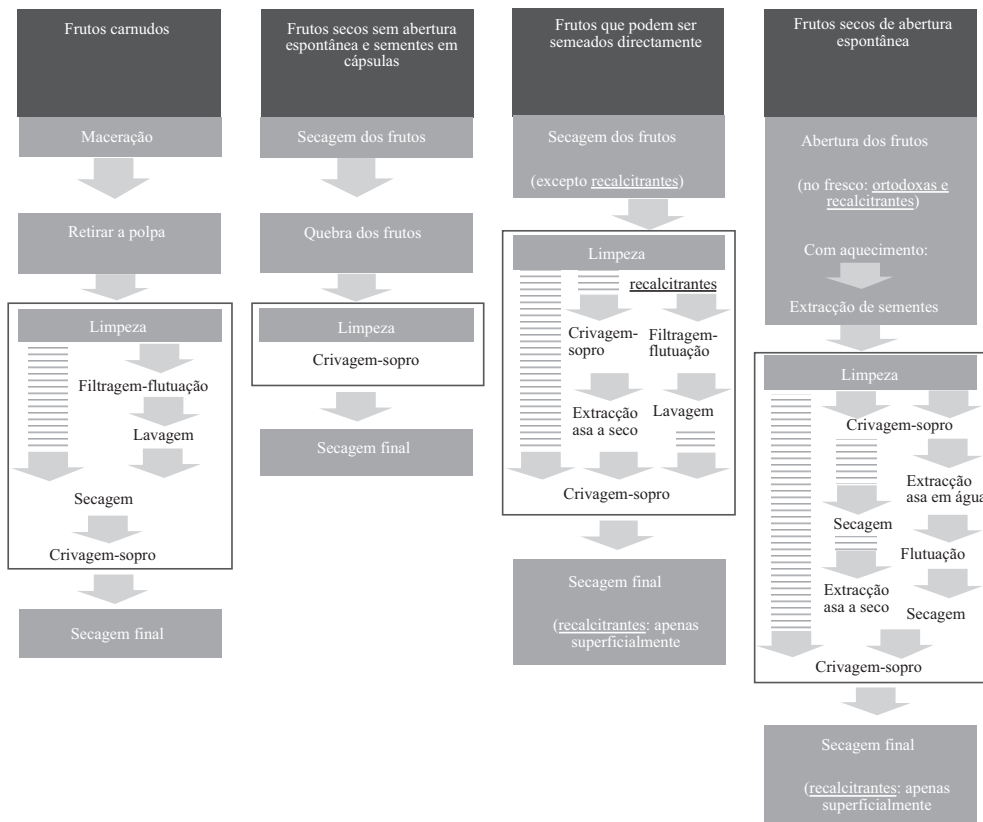 Frutos carnudos
Maceração
Retirar a polpa
Limpeza
Filtragem-flutuação
Lavagem
Secagem
Crivagem-sopro
Secagem final
Frutos secos sem abertura
espontânea e sementes em
cápsulas
Secagem dos frutos
Quebra dos frutos
Limpeza
Crivagem-sopro
Secagem final
Frutos que podem ser
semeados directamente
Secagem dos frutos
(excepto recalcitrantes)
Limpeza
recalcitrantes
Crivagem-
sopro
Filtragem-
flutuação
Extracção
asa a seco
Lavagem
Crivagem-sopro
Secagem final
(recalcitrantes: apenas
superficialmente
Frutos secos de abertura
espontânea
Abertura dos frutos
(no fresco: ortodoxas e
recalcitrantes)
Com aquecimento:
Extracção de sementes
Limpeza
Crivagem-sopro
Extracção
asa em água
Secagem
Flutuação
Extracção
asa a seco
Secagem
Crivagem-sopro
Secagem final
(recalcitrantes: apenas
superficialmente